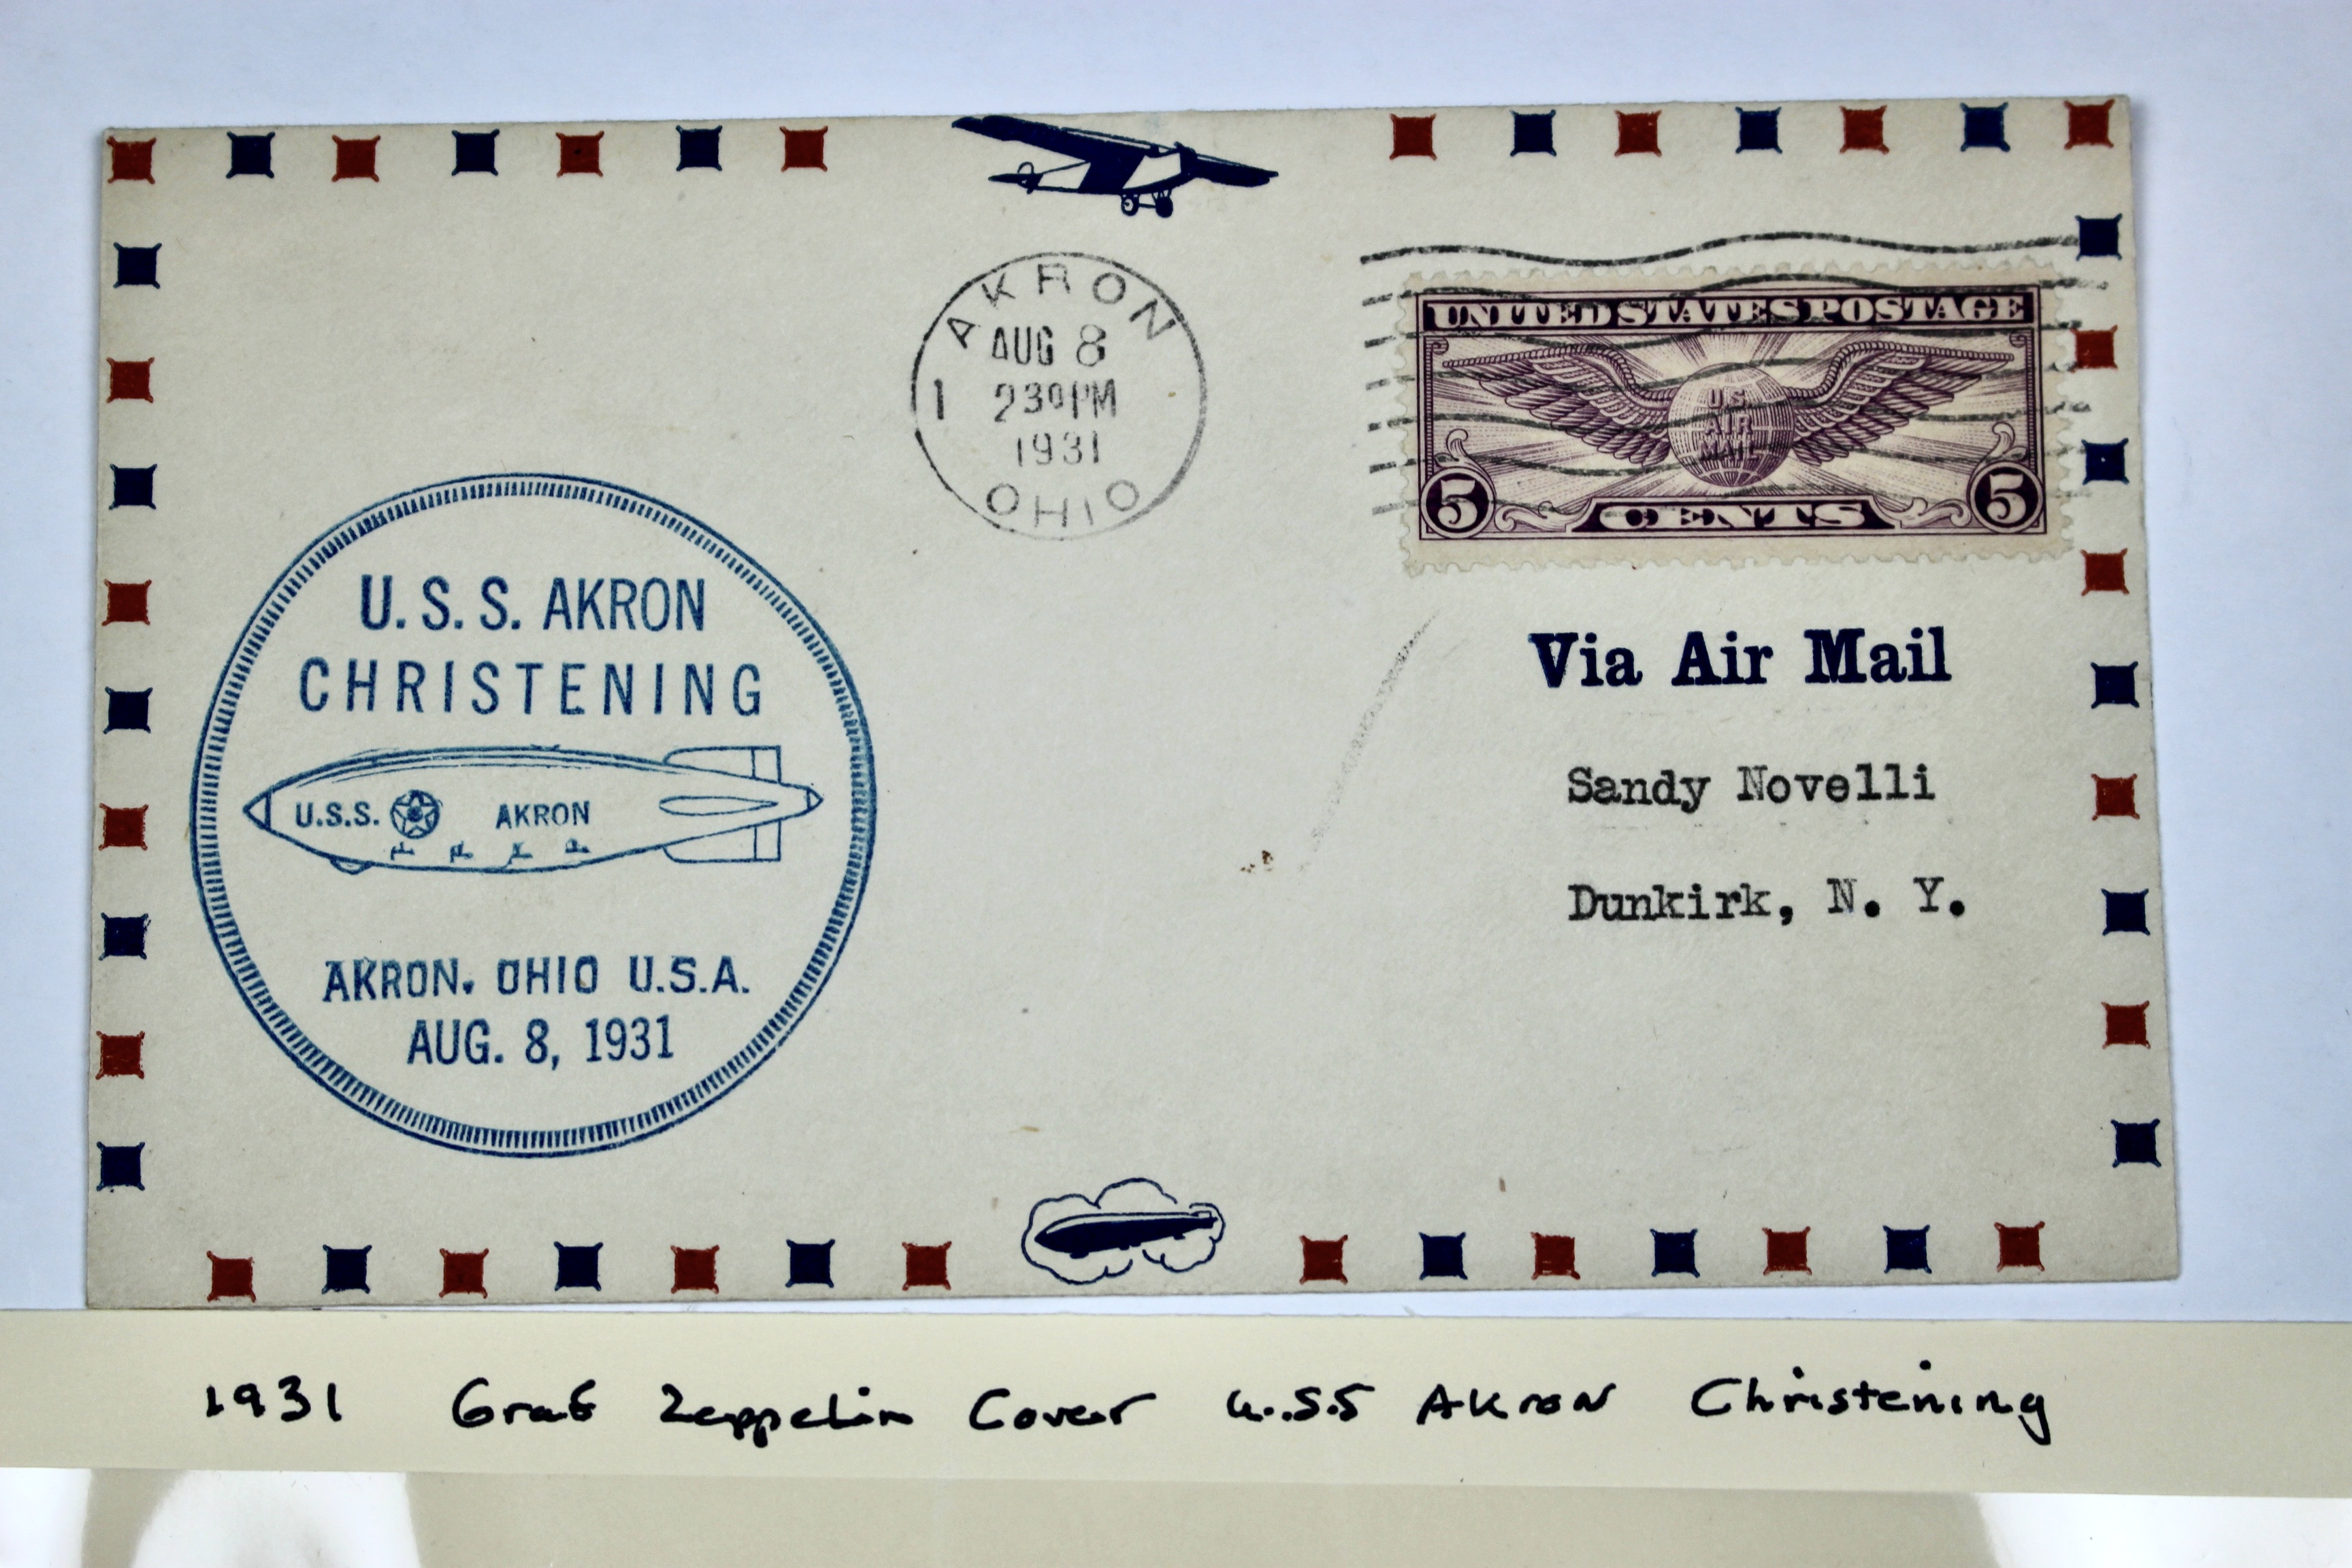 AKRON
AUG 8
1 230PM
1931
OHIO
UNITED STATES POSTAGE
U.S.
AIR
MAIL
5 CENTS 5
Via Air Mail
Sandy Novelli
Dunkirk, N. Y.
U.S.S. AKRON
CHRISTENING
U.S.S. AKRON
AKRON. OHIO U.S.A.
AUG. 8, 1931
1931 Graf Zeppelin Cover U.S.S AKRON Christening